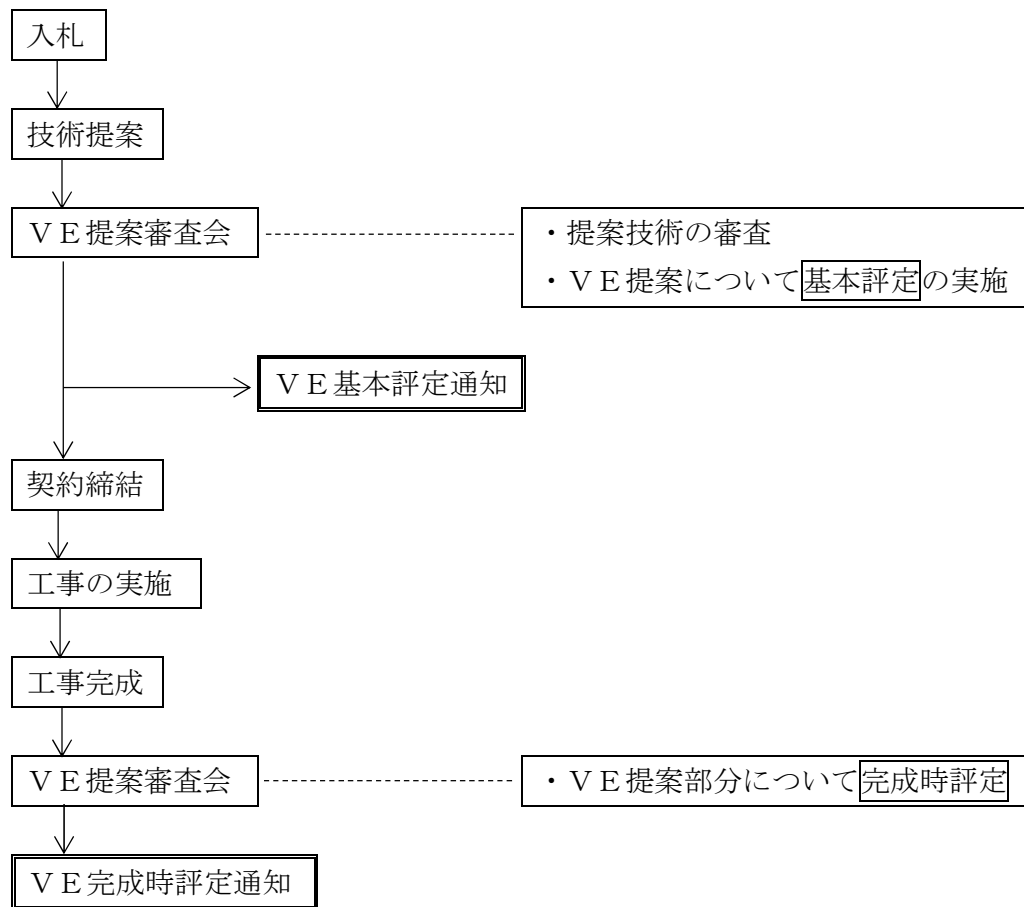 入札
技術提案
ＶＥ提案審査会
・提案技術の審査
・ＶＥ提案について基本評定の実施
ＶＥ基本評定通知
契約締結
工事の実施
工事完成
ＶＥ提案審査会
・ＶＥ提案部分について完成時評定
ＶＥ完成時評定通知